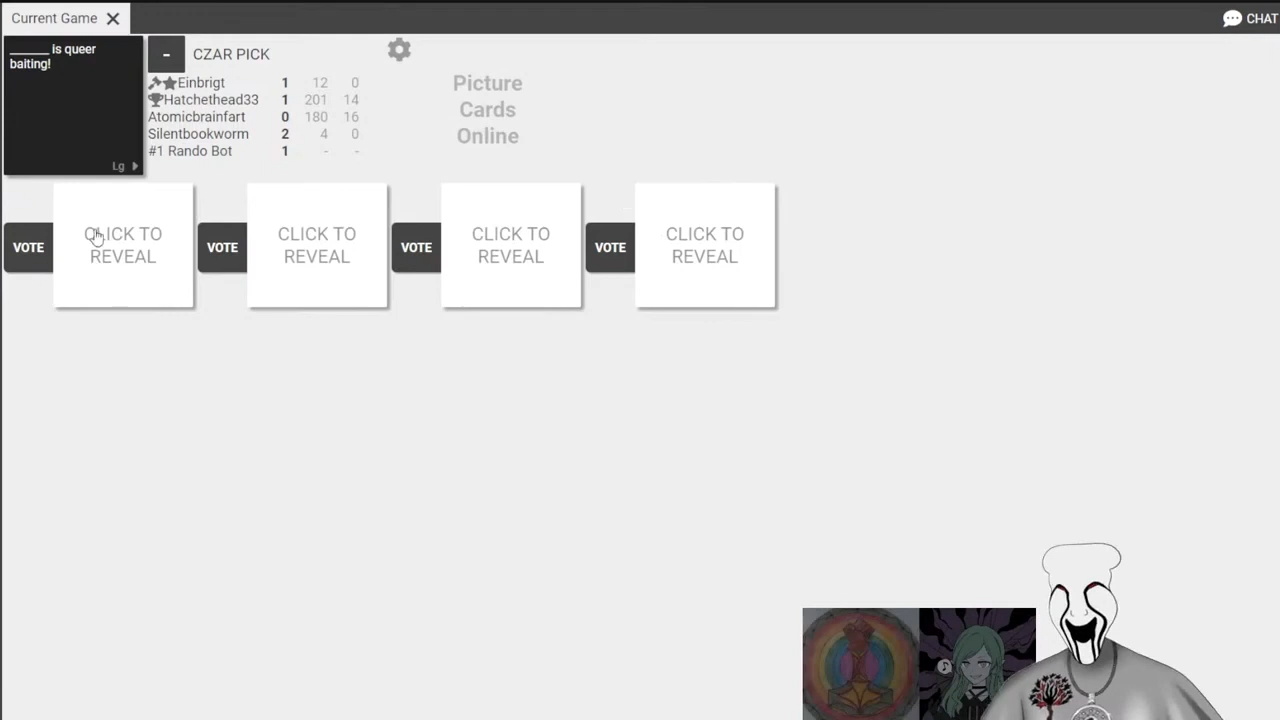 Current Game
CHAT
______ is queer
baiting!
Lg
-
CZAR PICK
Einbrigt 1 12 0
Hatchethead33 1 201 14
Atomicbrainfart 0 180 16
Silentbookworm 2 4 0
#1 Rando Bot 1 - -
Picture
Cards
Online
VOTE
CLICK TO
REVEAL
VOTE
CLICK TO
REVEAL
VOTE
CLICK TO
REVEAL
VOTE
CLICK TO
REVEAL